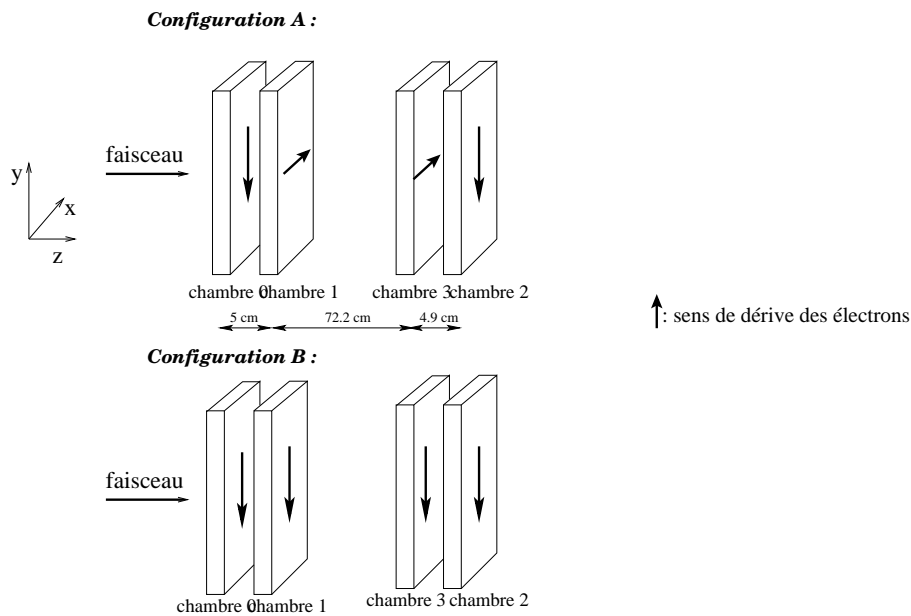 Configuration A :
faisceau
y
x
z
chambre 0 chambre 1 chambre 3 chambre 2
5 cm 72.2 cm 4.9 cm
: sens de dérive des électrons
Configuration B :
faisceau
chambre 0 chambre 1 chambre 3 chambre 2